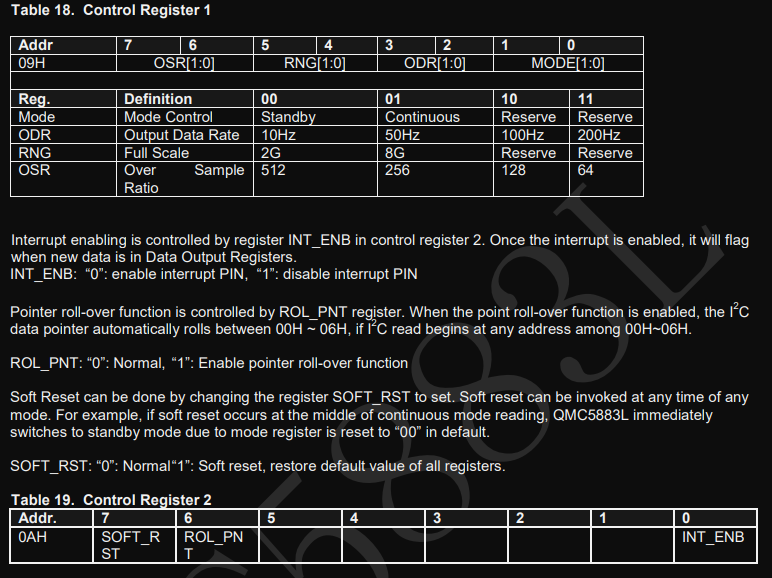 Table 18. Control Register 1
Addr 7 6 5 4 3 2 1 0
09H OSR[1:0] RNG[1:0] ODR[1:0] MODE[1:0]
Reg. Definition 00 01 10 11
Mode Mode Control Standby Continuous Reserve Reserve
ODR Output Data Rate 10Hz 50Hz 100Hz 200Hz
RNG Full Scale 2G 8G Reserve Reserve
OSR Over Sample 512 256 128 64
Ratio
Interrupt enabling is controlled by register INT_ENB in control register 2. Once the interrupt is enabled, it will flag
when new data is in Data Output Registers.
INT_ENB: “0”: enable interrupt PIN, “1”: disable interrupt PIN
Pointer roll-over function is controlled by ROL_PNT register. When the point roll-over function is enabled, the I²C
data pointer automatically rolls between 00H ~ 06H, if I²C read begins at any address among 00H~06H.
ROL_PNT: “0”: Normal, “1”: Enable pointer roll-over function
Soft Reset can be done by changing the register SOFT_RST to set. Soft reset can be invoked at any time of any
mode. For example, if soft reset occurs at the middle of continuous mode reading, QMC5883L immediately
switches to standby mode due to mode register is reset to “00” in default.
SOFT_RST: “0”: Normal“1”: Soft reset, restore default value of all registers.
Table 19. Control Register 2
Addr. 7 6 5 4 3 2 1 0
0AH SOFT_R ROL_PN INT_ENB
ST T
5883L